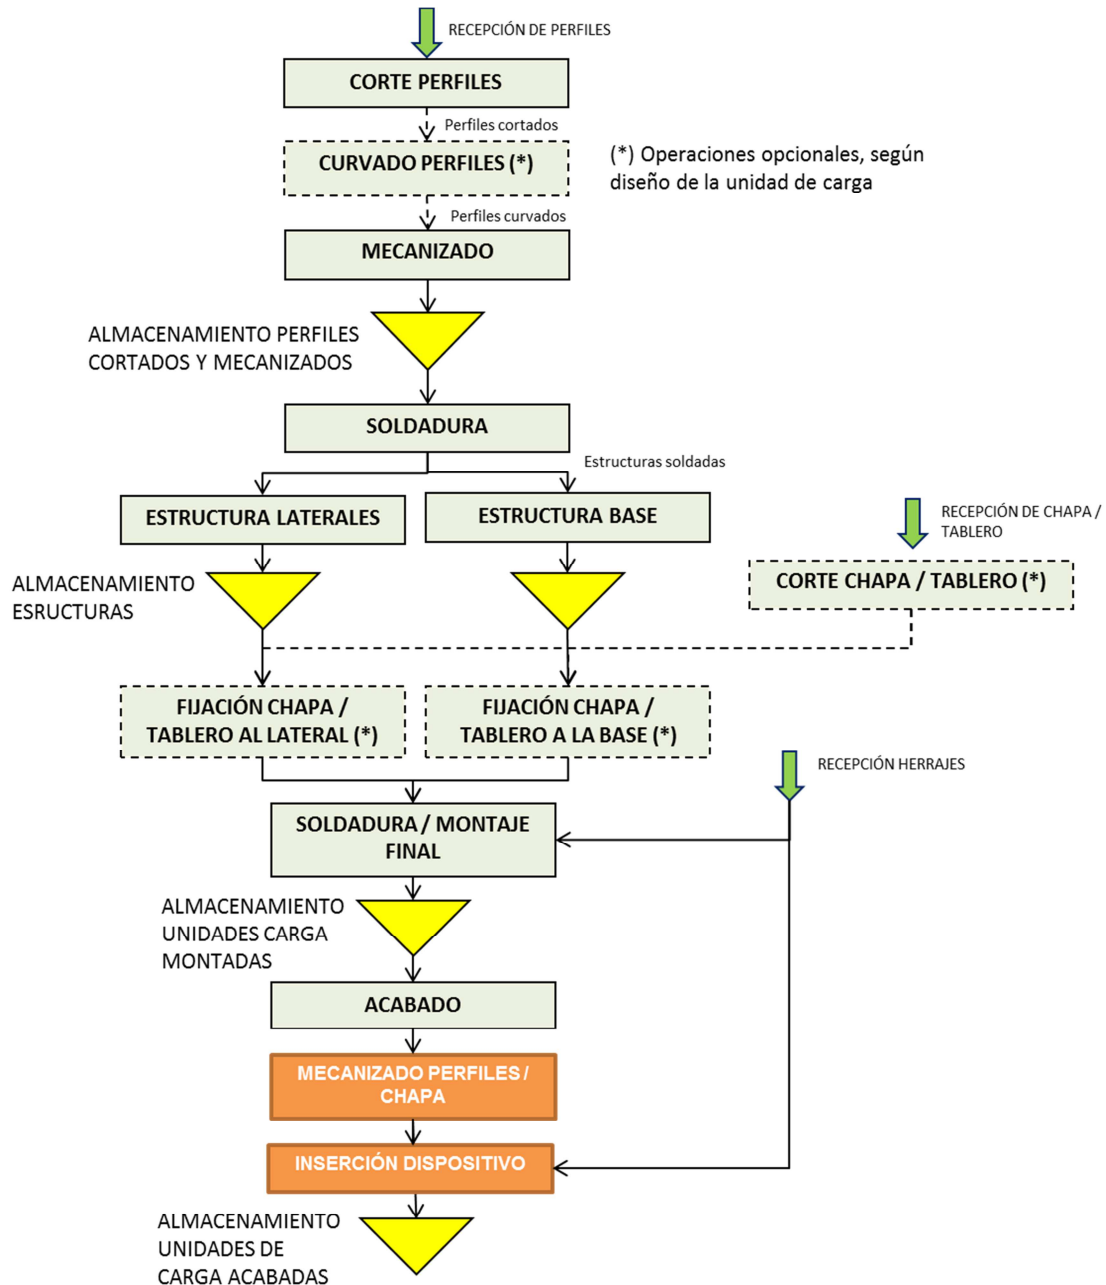 RECEPCIÓN DE PERFILES
CORTE PERFILES
Perfiles cortados
CURVADO PERFILES (*)
(*) Operaciones opcionales, según
diseño de la unidad de carga
Perfiles curvados
MECANIZADO
ALMACENAMIENTO PERFILES
CORTADOS Y MECANIZADOS
SOLDADURA
Estructuras soldadas
ESTRUCTURA LATERALES
ESTRUCTURA BASE
RECEPCIÓN DE CHAPA /
TABLERO
ALMACENAMIENTO
ESRUCTURAS
CORTE CHAPA / TABLERO (*)
FIJACIÓN CHAPA /
TABLERO AL LATERAL (*)
FIJACIÓN CHAPA /
TABLERO A LA BASE (*)
RECEPCIÓN HERRAJES
SOLDADURA / MONTAJE
FINAL
ALMACENAMIENTO
UNIDADES CARGA
MONTADAS
ACABADO
MECANIZADO PERFILES /
CHAPA
INSERCIÓN DISPOSITIVO
ALMACENAMIENTO
UNIDADES DE
CARGA ACABADAS